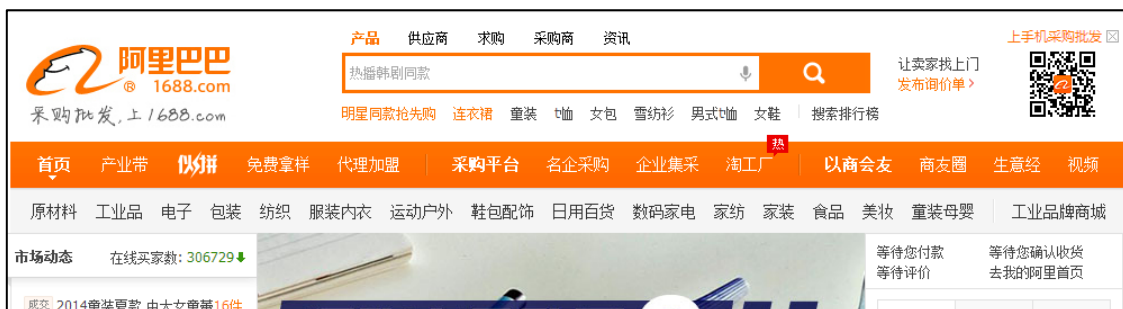 产品 供应商 求购 采购商 资讯
上手机采购批发
阿里巴巴
® 1688.com
采购批发,上1688.com
热播韩剧同款
让卖家找上门
发布询价单>
明星同款抢先购 连衣裙 童装 t恤 女包 雪纺衫 男式t恤 女鞋 搜索排行榜
热
首页 产业带 伙拼 免费拿样 代理加盟 采购平台 名企采购 企业集采 淘工厂 以商会友 商友圈 生意经 视频
原材料 工业品 电子 包装 纺织 服装内衣 运动户外 鞋包配饰 日用百货 数码家电 家纺 家装 食品 美妆 童装母婴 工业品牌商城
市场动态 在线买家数: 306729
等待您付款 等待您确认收货
等待评价 去我的阿里首页
成交 2014童装夏款 中大女童 16件